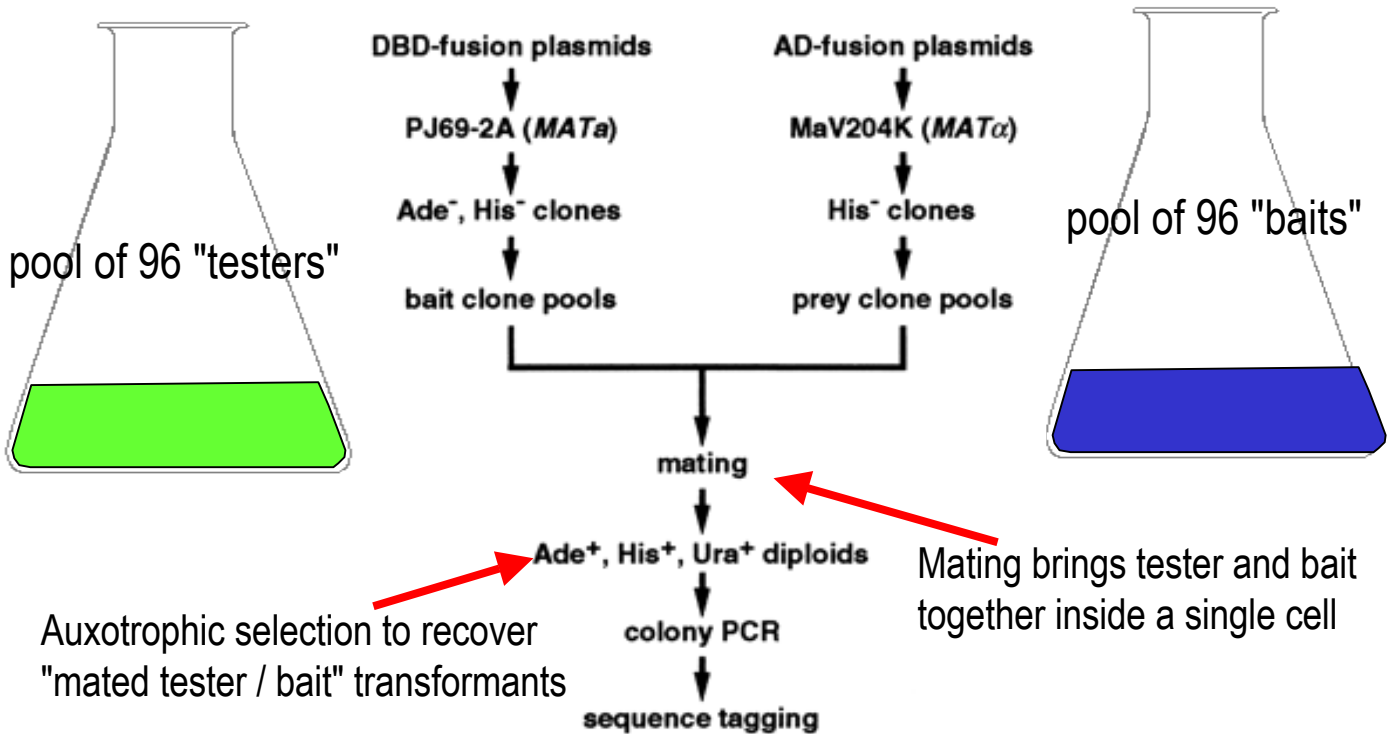 DBD-fusion plasmids
AD-fusion plasmids
PJ69-2A (MATa)
MaV204K (MATα)
Ade⁻, His⁻ clones
His⁻ clones
pool of 96 "testers"
pool of 96 "baits"
bait clone pools
prey clone pools
mating
Ade⁺, His⁺, Ura⁺ diploids
Mating brings tester and bait
together inside a single cell
Auxotrophic selection to recover
"mated tester / bait" transformants
colony PCR
sequence tagging